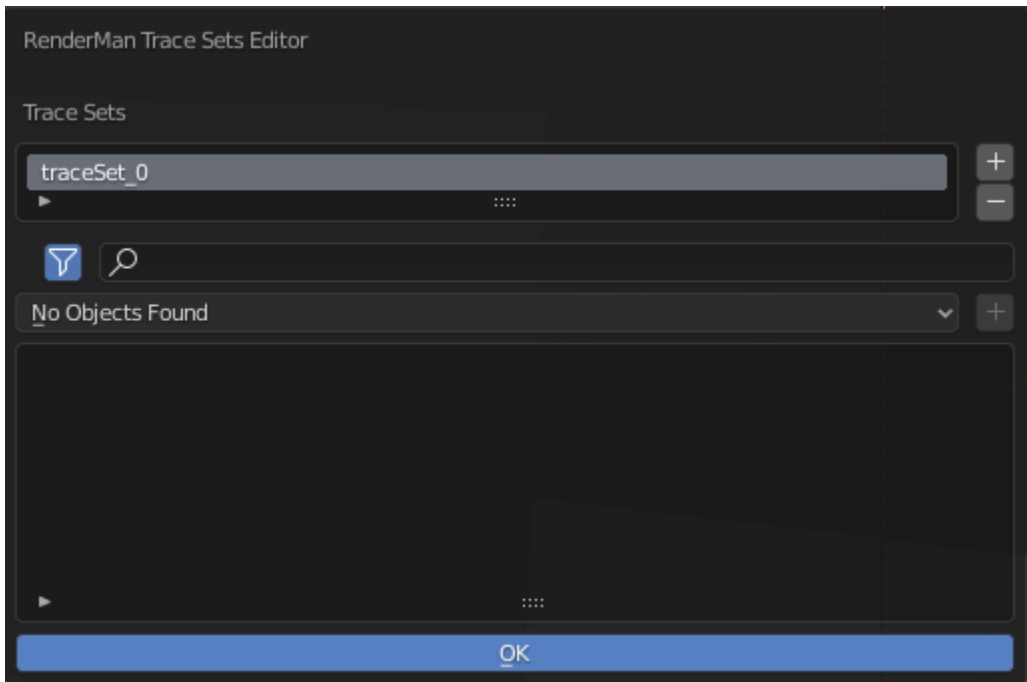 RenderMan Trace Sets Editor
Trace Sets
traceSet_0
No Objects Found
OK